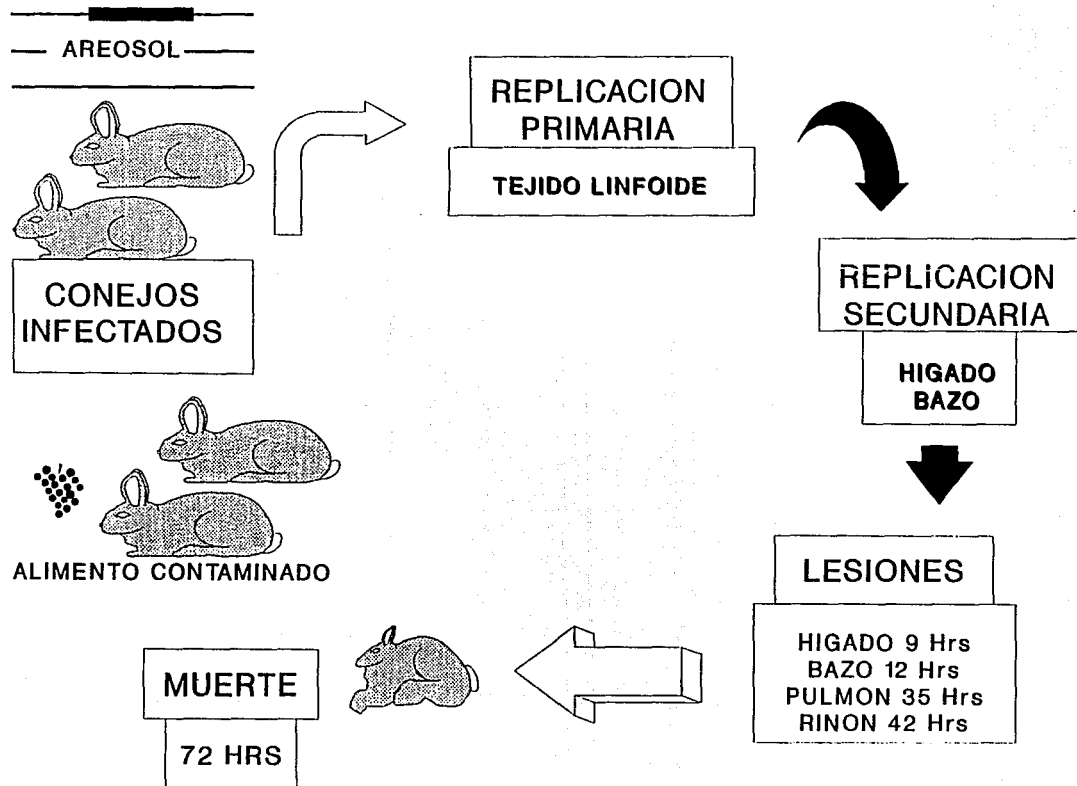 AREOSOL
CONEJOS
INFECTADOS
ALIMENTO CONTAMINADO
REPLICACION
PRIMARIA
TEJIDO LINFOIDE
REPLICACION
SECUNDARIA
HIGADO
BAZO
LESIONES
HIGADO 9 Hrs
BAZO 12 Hrs
PULMON 35 Hrs
RINON 42 Hrs
MUERTE
72 HRS